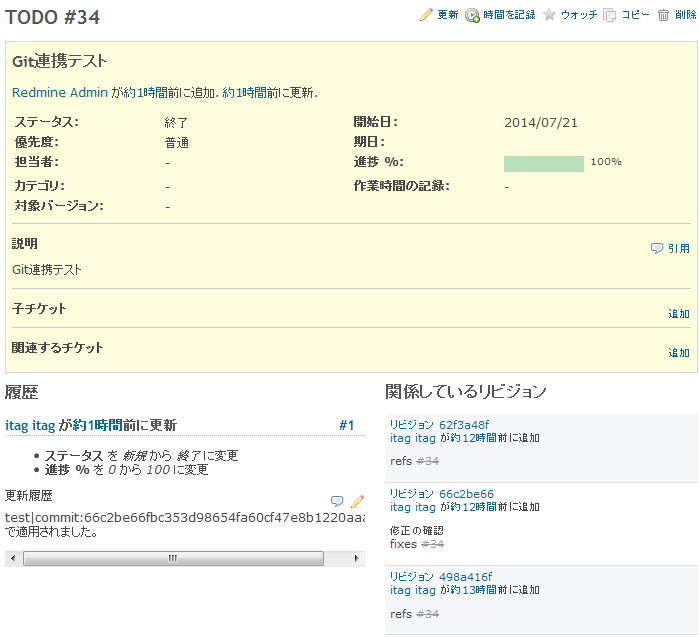 TODO #34
更新 時間を記録 ウォッチ コピー 削除
Git連携テスト
Redmine Admin が約1時間前に追加. 約1時間前に更新.
ステータス: 終了 開始日: 2014/07/21
優先度: 普通 期日:
担当者: - 進捗 %: 100%
カテゴリ: - 作業時間の記録: -
対象バージョン: -
説明 引用
Git連携テスト
子チケット 追加
関連するチケット 追加
履歴
itag itag が約1時間前に更新 #1
• ステータス を 新規 から 終了 に変更
• 進捗 % を 0 から 100 に変更
更新履歴
test|commit:66c2be66fbc353d98654fa60cf47e8b1220aaa
で適用されました。
関係しているリビジョン
リビジョン 62f3a48f
itag itag が約12時間前に追加
refs #34
リビジョン 66c2be66
itag itag が約12時間前に追加
修正の確認
fixes #34
リビジョン 498a416f
itag itag が約13時間前に追加
refs #34